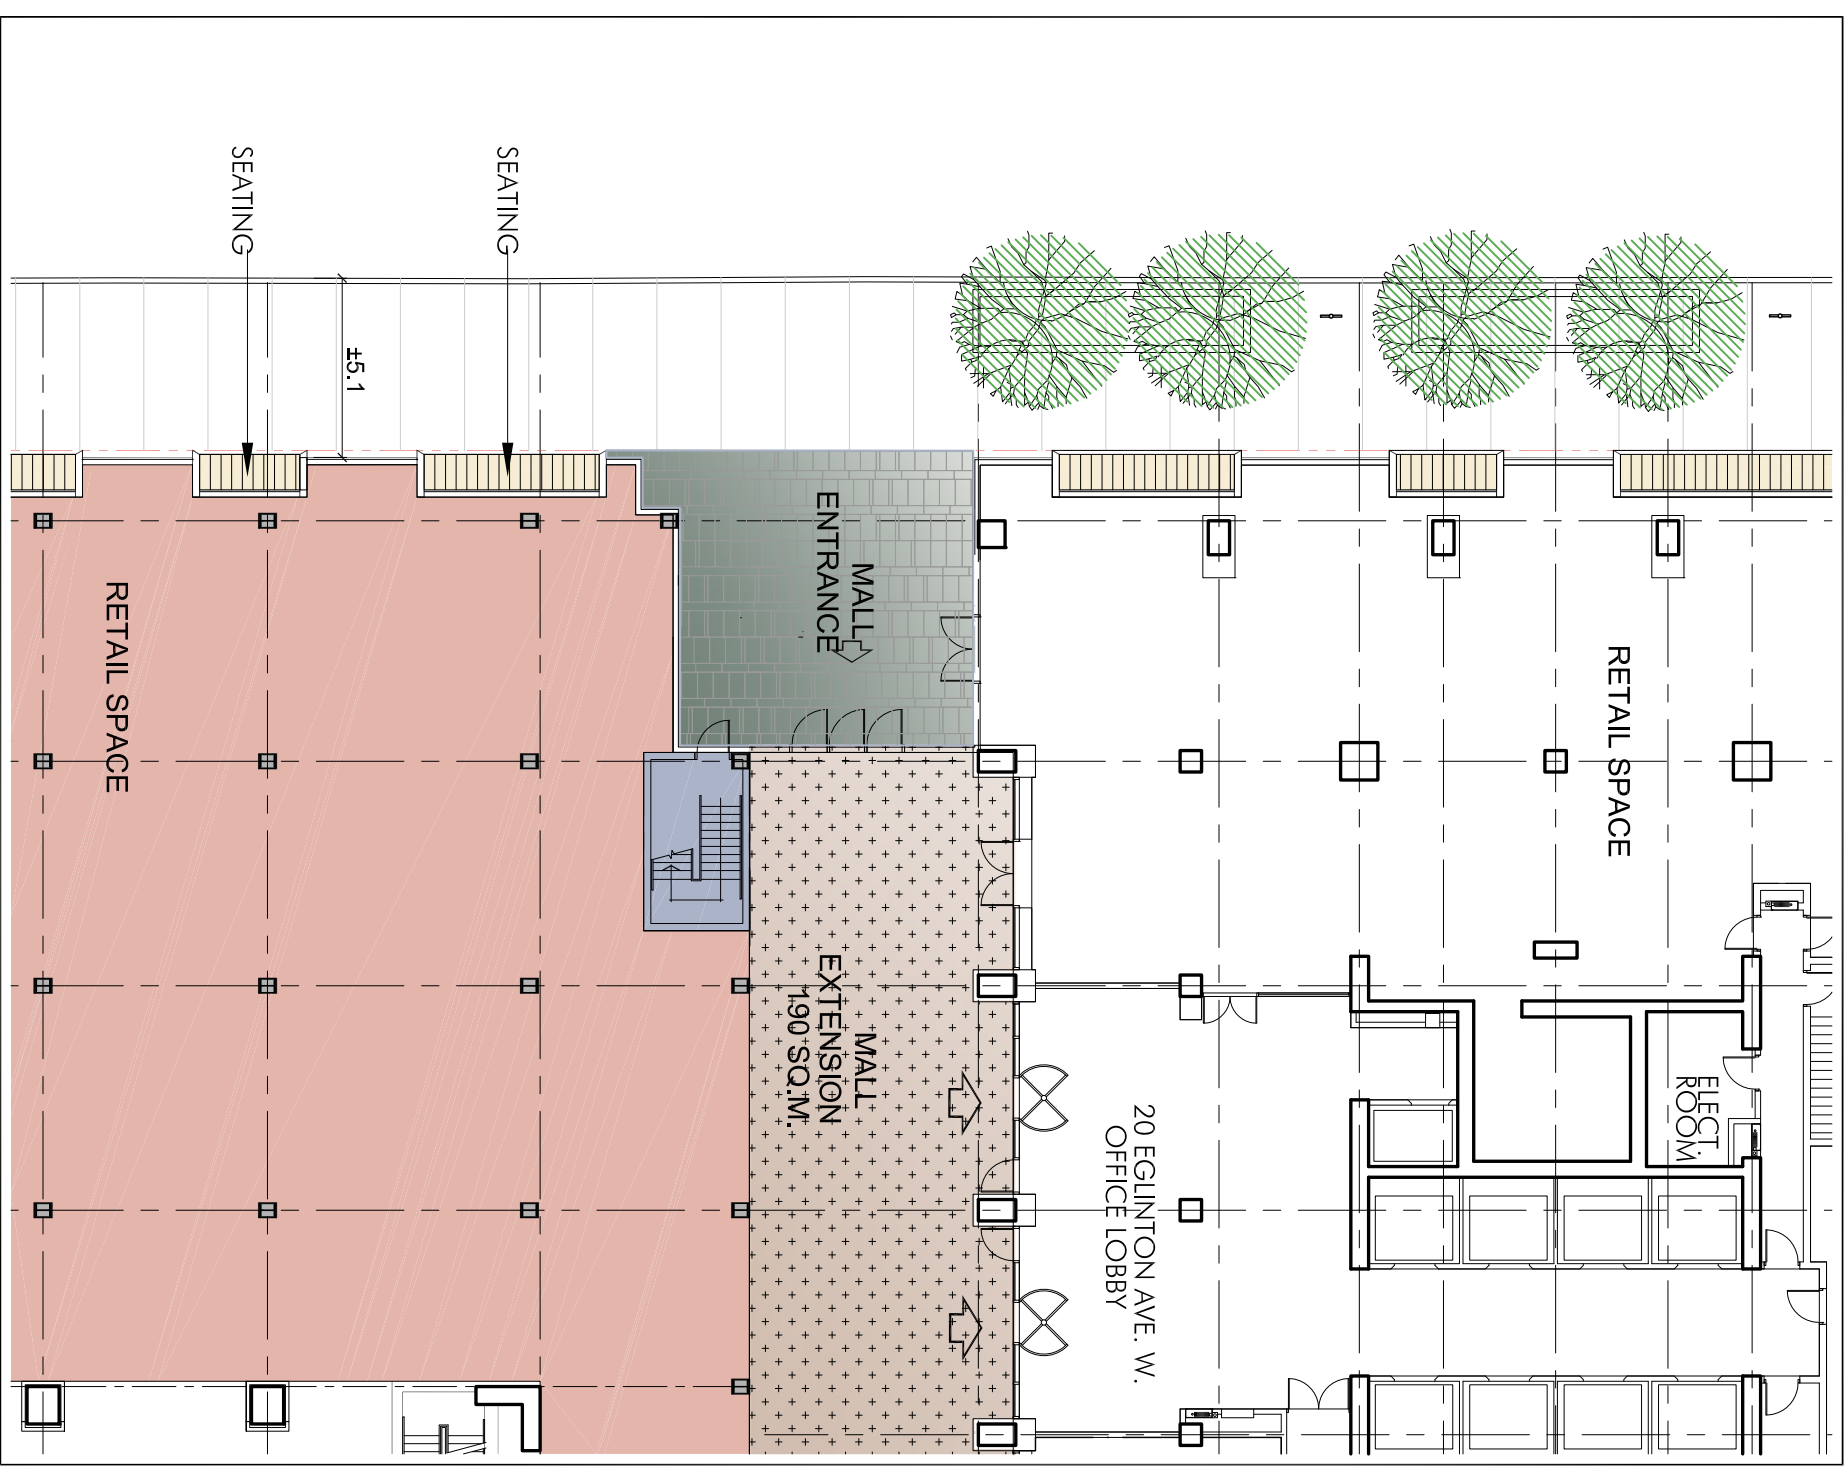 SEATING
SEATING
±5.1
MALL
ENTRANCE
RETAIL SPACE
RETAIL SPACE
MALL
EXTENSION
190 SQ.M.
ELECT.
ROOM
20 EGLINTON AVE. W.
OFFICE LOBBY